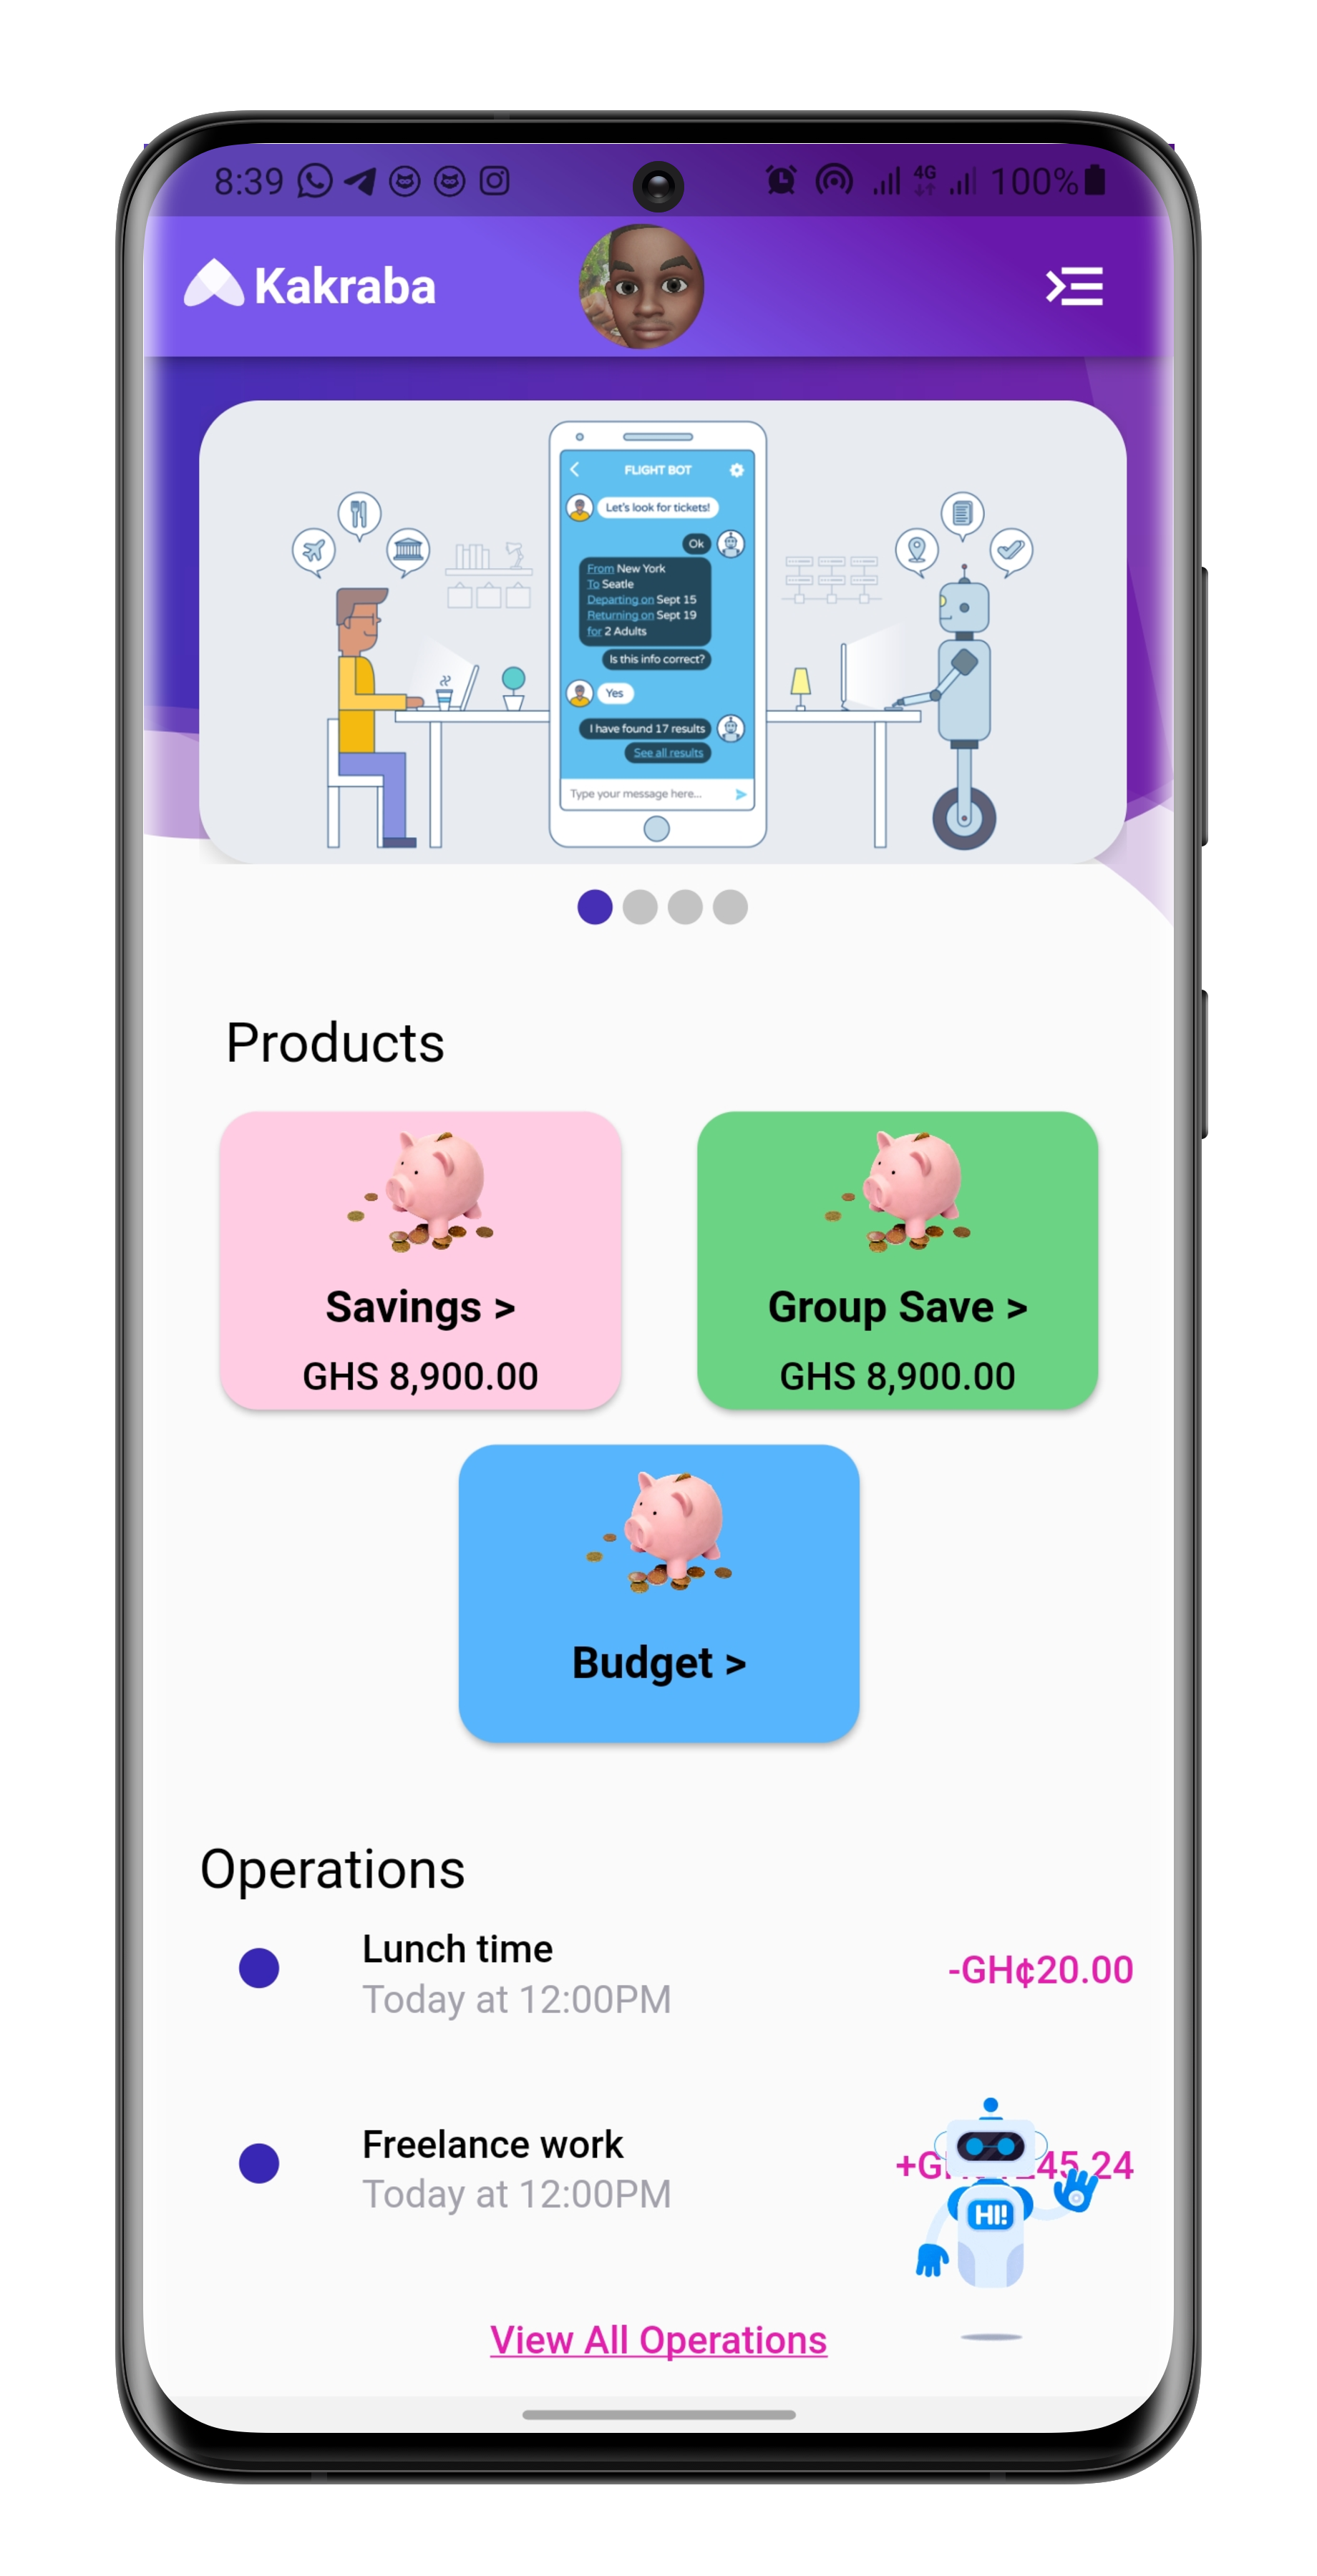 8:39 4G 100%
Kakraba
FLIGHT BOT
Let's look for tickets!
Ok
From New York
To Seatle
Departing on Sept 15
Returning on Sept 19
for 2 Adults
Is this info correct?
Yes
I have found 17 results
See all results
Type your message here...
Products
Savings >
GHS 8,900.00
Group Save >
GHS 8,900.00
Budget >
Operations
Lunch time
-GH¢20.00
Today at 12:00PM
Freelance work
Today at 12:00PM
HI!
View All Operations